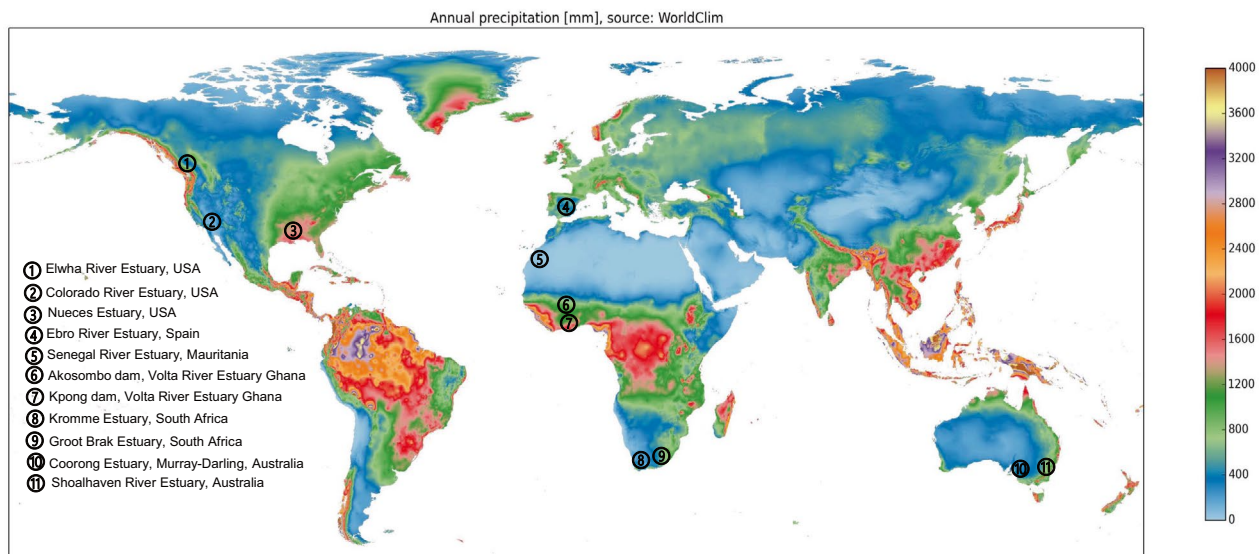 Annual precipitation [mm], source: WorldClim
4000
3600
3200
2800
2400
2000
1600
1200
800
400
0
1
2
3
4
5
6
7
8
9
10
11
1 Elwha River Estuary, USA
2 Colorado River Estuary, USA
3 Nueces Estuary, USA
4 Ebro River Estuary, Spain
5 Senegal River Estuary, Mauritania
6 Akosombo dam, Volta River Estuary Ghana
7 Kpong dam, Volta River Estuary Ghana
8 Kromme Estuary, South Africa
9 Groot Brak Estuary, South Africa
10 Coorong Estuary, Murray-Darling, Australia
11 Shoalhaven River Estuary, Australia